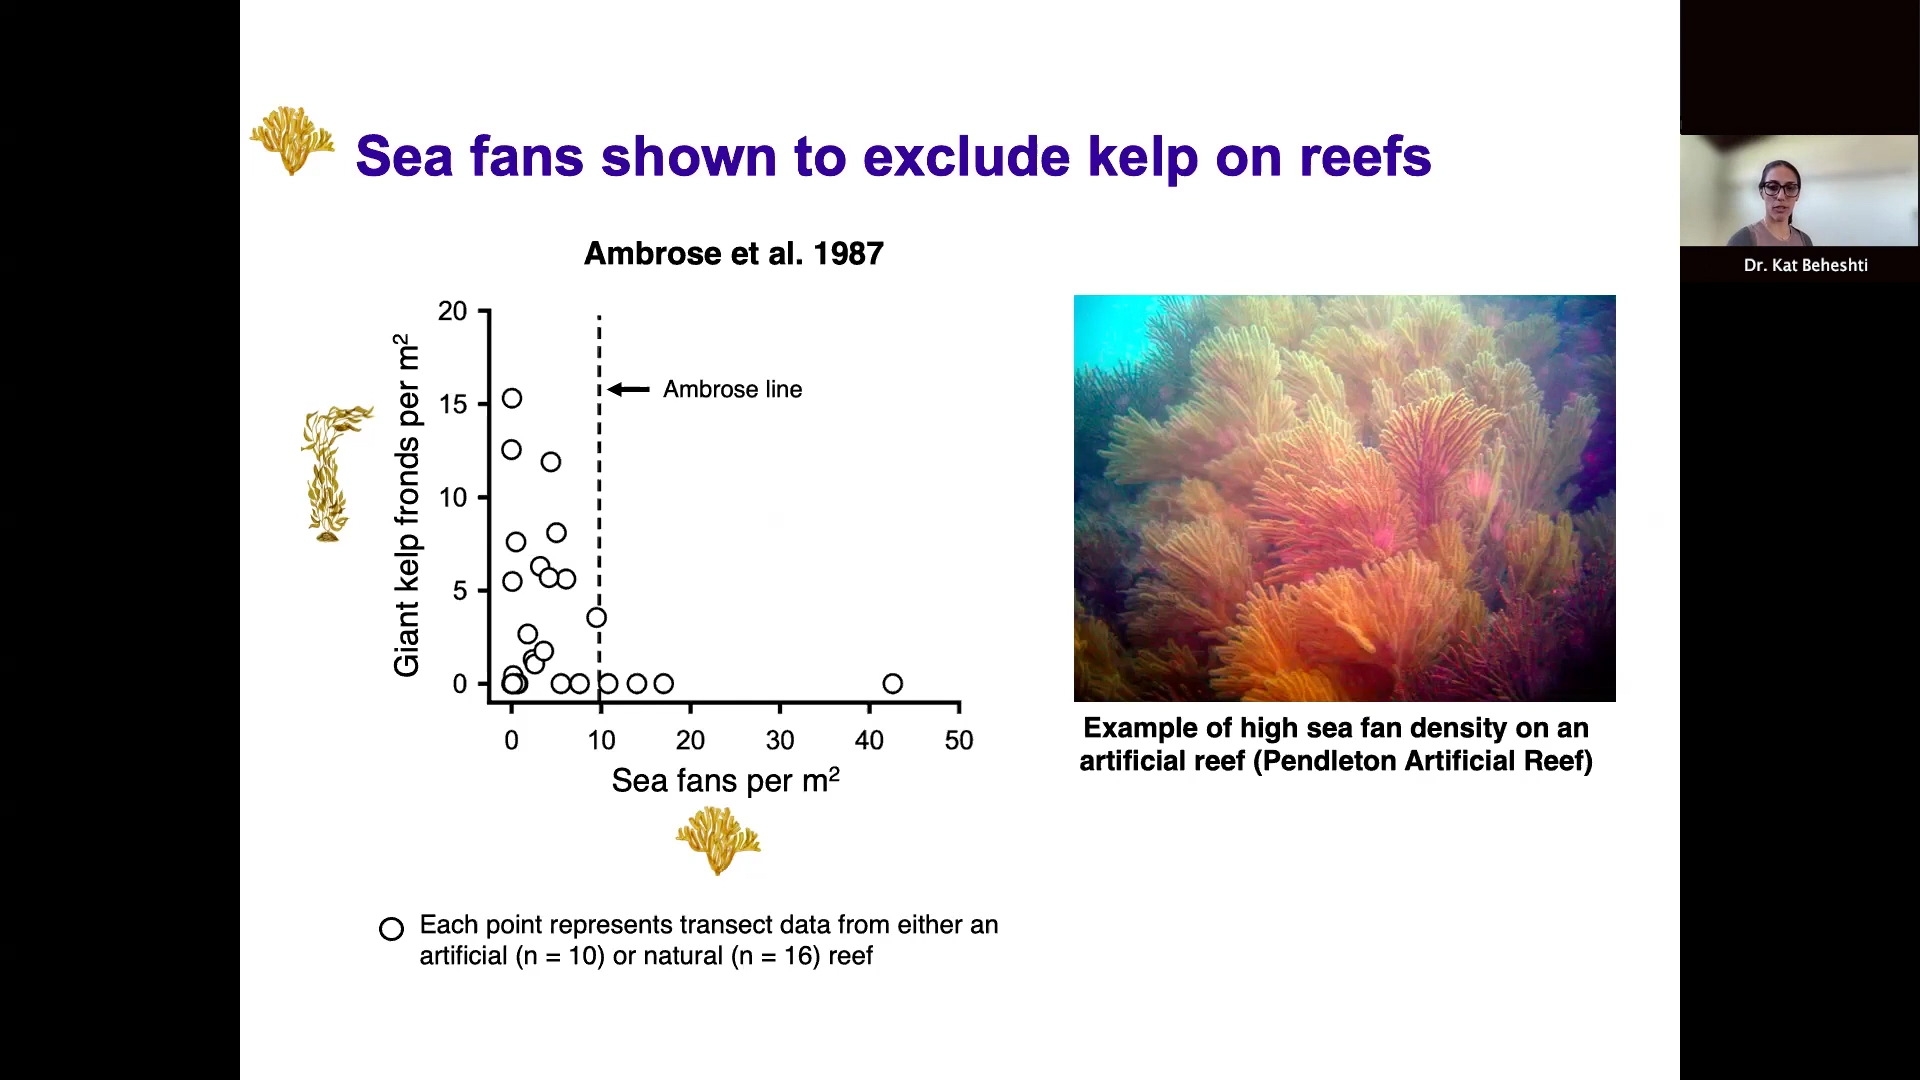 Sea fans shown to exclude kelp on reefs
Dr. Kat Beheshti
Ambrose et al. 1987
Giant kelp fronds per m²
20
15
10
5
0
Ambrose line
0 10 20 30 40 50
Sea fans per m²
Each point represents transect data from either an
artificial (n = 10) or natural (n = 16) reef
Example of high sea fan density on an
artificial reef (Pendleton Artificial Reef)